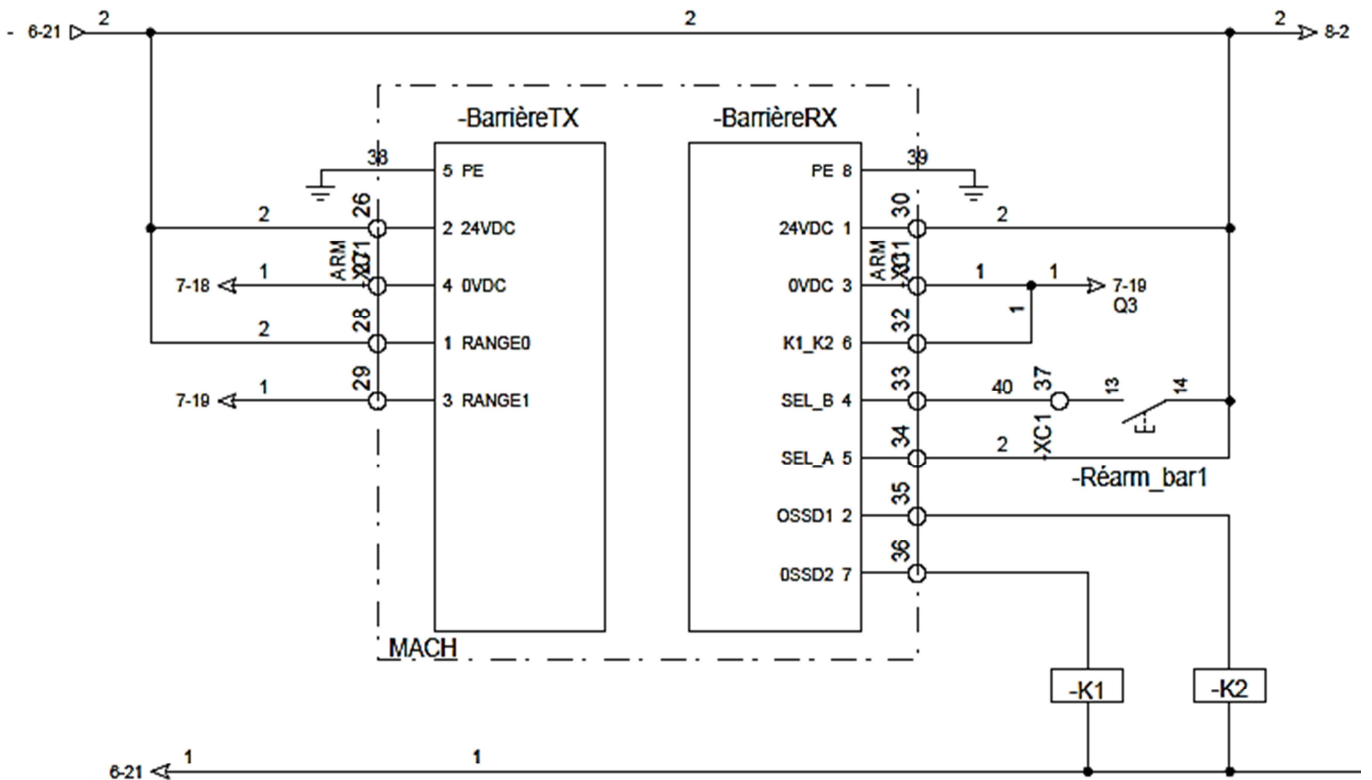 2 2 2
- 6-21 8-2
-BarrièreTX -BarrièreRX
38 5 PE PE 8 39
26 30
2 2 24VDC 24VDC 1 2
ARM ARM
7-18 1 4 0VDC 0VDC 3 1 1 7-19
Q3
28 32 1
2 1 RANGE0 K1_K2 6
29 33 40 37 13 14
7-19 1 3 RANGE1 SEL_B 4
34 -XC1
SEL_A 5 2
-Réarm_bar1
35
OSSD1 2
36
0SSD2 7
MACH
-K1 -K2
1 1
6-21